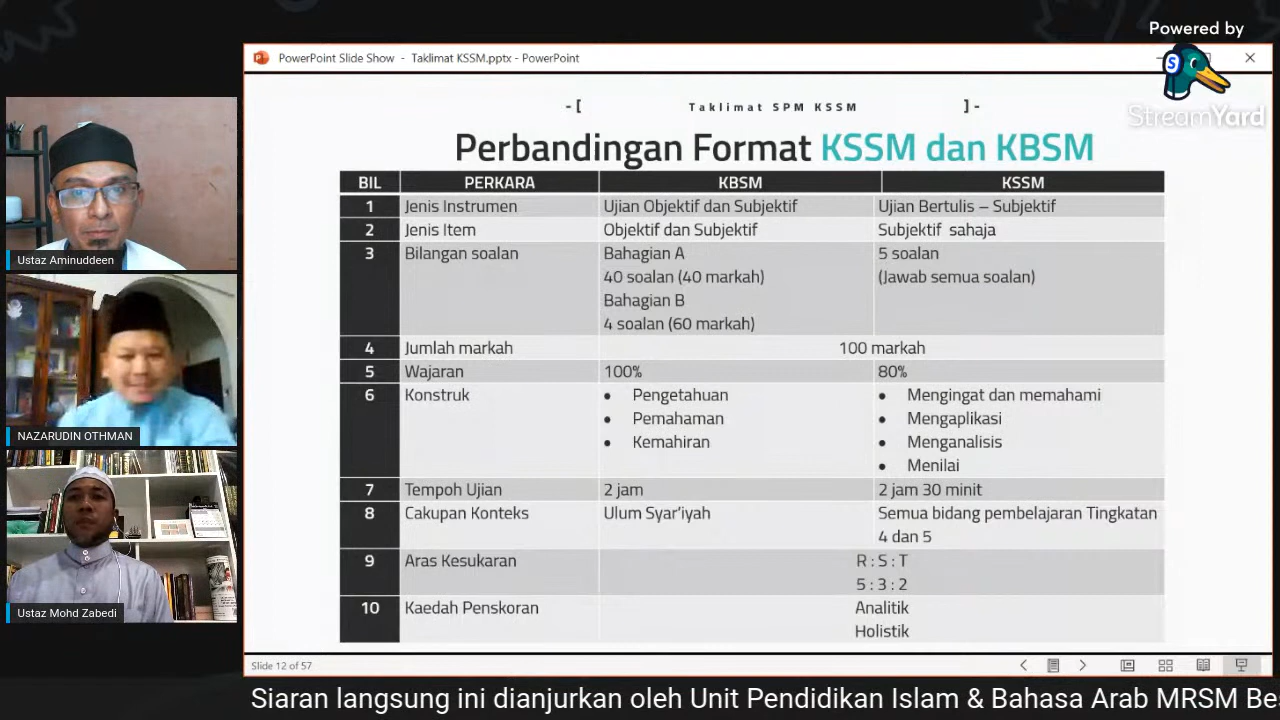 Powered by
StreamYard
PowerPoint Slide Show - Taklimat KSSM.pptx - PowerPoint
-[ Taklimat SPM KSSM ]-
Perbandingan Format KSSM dan KBSM
BIL PERKARA KBSM KSSM
1 Jenis Instrumen Ujian Objektif dan Subjektif Ujian Bertulis – Subjektif
2 Jenis Item Objektif dan Subjektif Subjektif sahaja
3 Bilangan soalan Bahagian A 5 soalan
40 soalan (40 markah) (Jawab semua soalan)
Bahagian B
4 soalan (60 markah)
4 Jumlah markah 100 markah
5 Wajaran 100% 80%
6 Konstruk • Pengetahuan • Mengingat dan memahami
• Pemahaman • Mengaplikasi
• Kemahiran • Menganalisis
• Menilai
7 Tempoh Ujian 2 jam 2 jam 30 minit
8 Cakupan Konteks Ulum Syar'iyah Semua bidang pembelajaran Tingkatan
4 dan 5
9 Aras Kesukaran R : S : T
5 : 3 : 2
10 Kaedah Penskoran Analitik
Holistik
Slide 12 of 57
Ustaz Aminuddeen
NAZARUDIN OTHMAN
Ustaz Mohd Zabedi
Siaran langsung ini dianjurkan oleh Unit Pendidikan Islam & Bahasa Arab MRSM Be